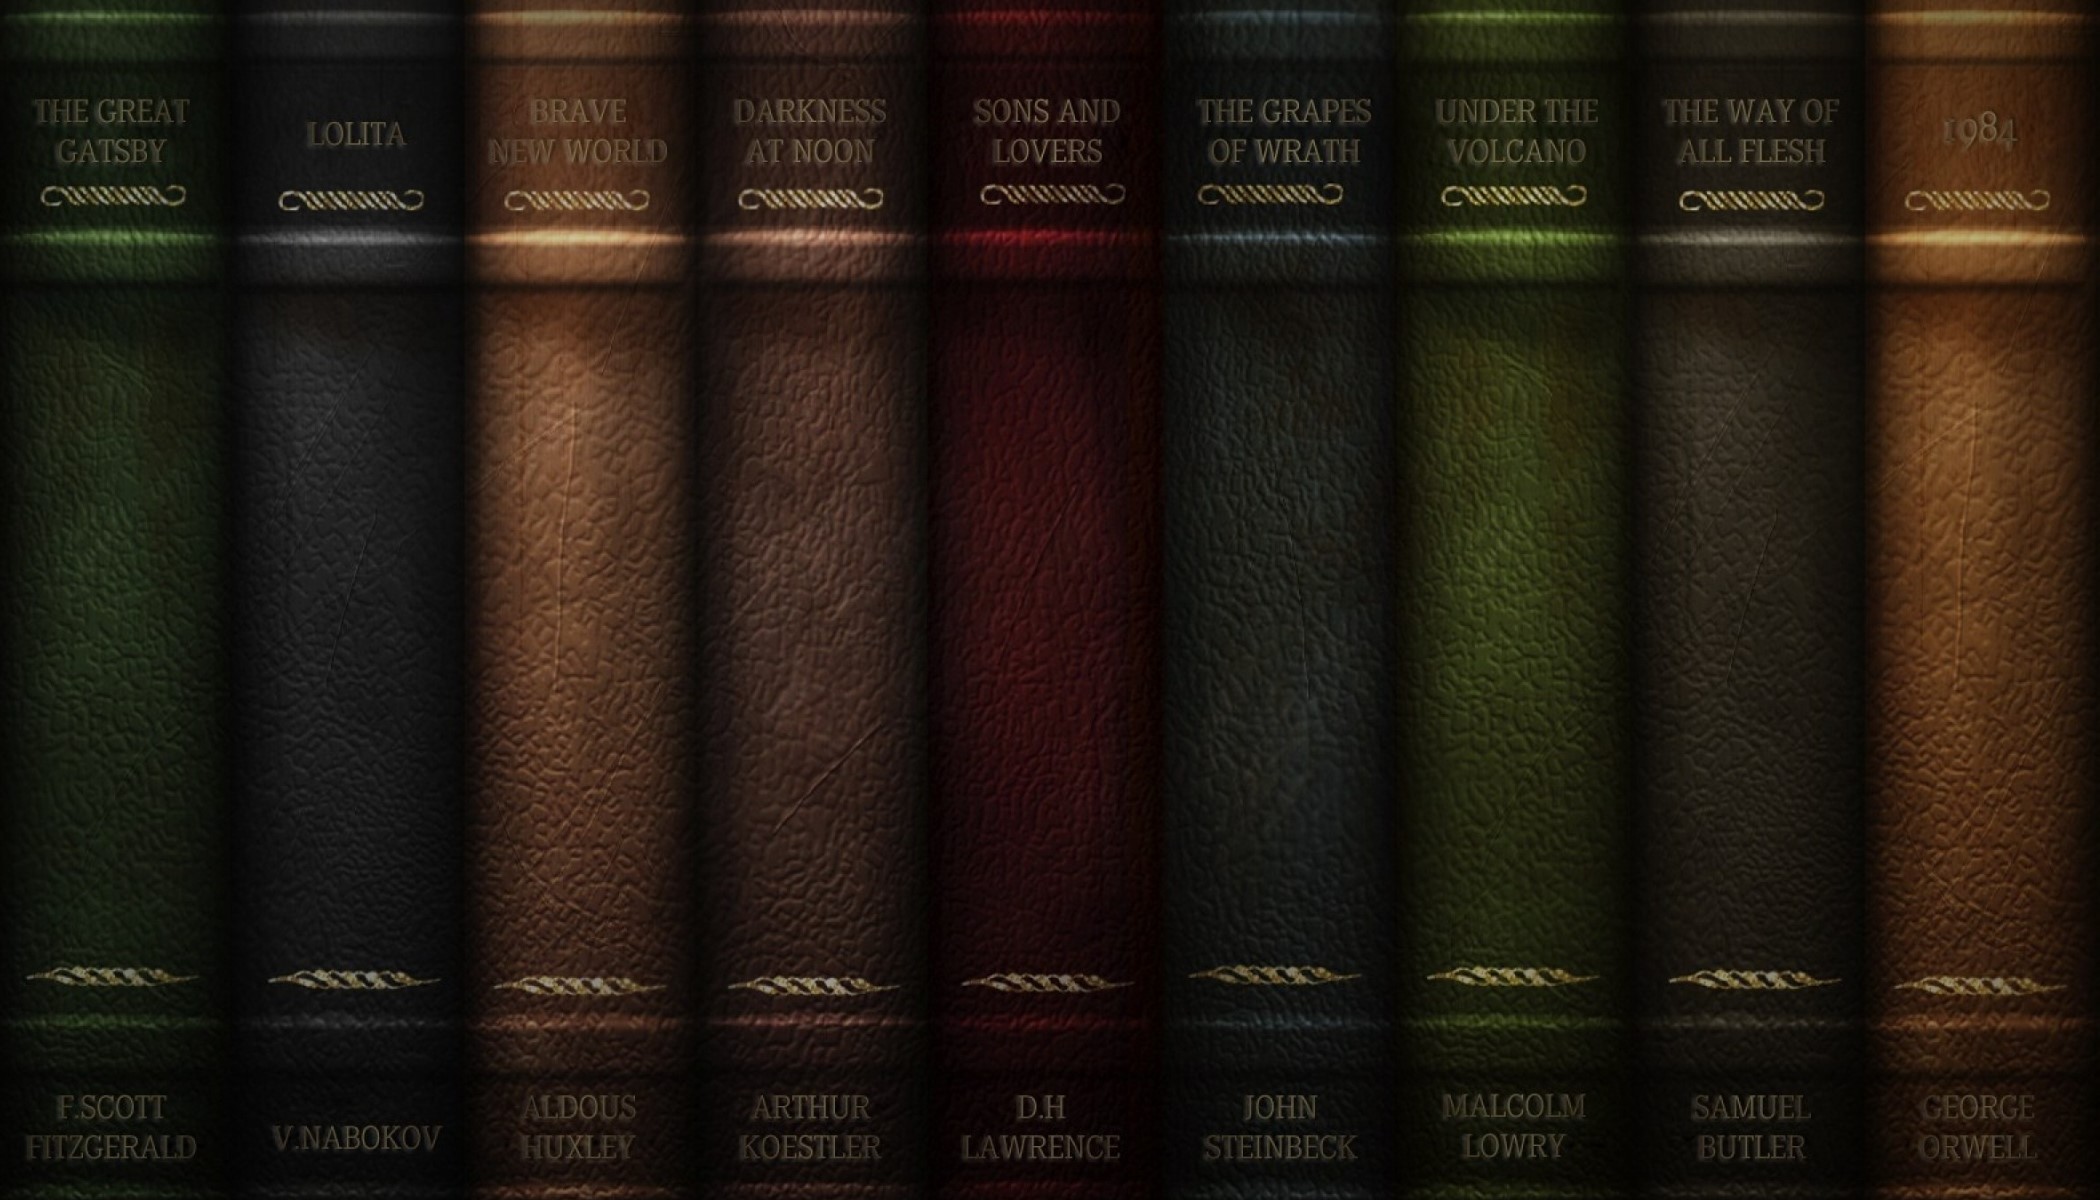 THE GREAT
GATSBY
F.SCOTT
FITZGERALD
LOLITA
V.NABOKOV
BRAVE
NEW WORLD
ALDOUS
HUXLEY
DARKNESS
AT NOON
ARTHUR
KOESTLER
SONS AND
LOVERS
D.H
LAWRENCE
THE GRAPES
OF WRATH
JOHN
STEINBECK
UNDER THE
VOLCANO
MALCOLM
LOWRY
THE WAY OF
ALL FLESH
SAMUEL
BUTLER
1984
GEORGE
ORWELL